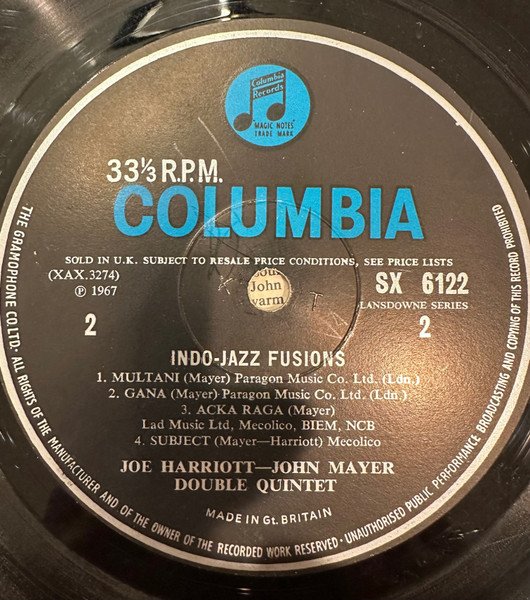 Columbia
Records
"MAGIC NOTES"
TRADE MARK
33⅓ R.P.M.
COLUMBIA
SOLD IN U.K. SUBJECT TO RESALE PRICE CONDITIONS, SEE PRICE LISTS
(XAX.3274)
℗ 1967
SX 6122
LANSDOWNE SERIES
2
2
John
warm
INDO-JAZZ FUSIONS
1. MULTANI (Mayer) Paragon Music Co. Ltd. (Ldn.)
2. GANA (Mayer) Paragon Music Co. Ltd. (Ldn.)
3. ACKA RAGA (Mayer)
Lad Music Ltd, Mecolico, BIEM, NCB
4. SUBJECT (Mayer—Harriott) Mecolico
JOE HARRIOTT—JOHN MAYER
DOUBLE QUINTET
MADE IN Gt. BRITAIN
THE GRAMOPHONE CO. LTD. · ALL RIGHTS OF THE MANUFACTURER AND OF THE OWNER OF THE RECORDED WORK RESERVED · UNAUTHORISED PUBLIC PERFORMANCE BROADCASTING AND COPYING OF THIS RECORD PROHIBITED